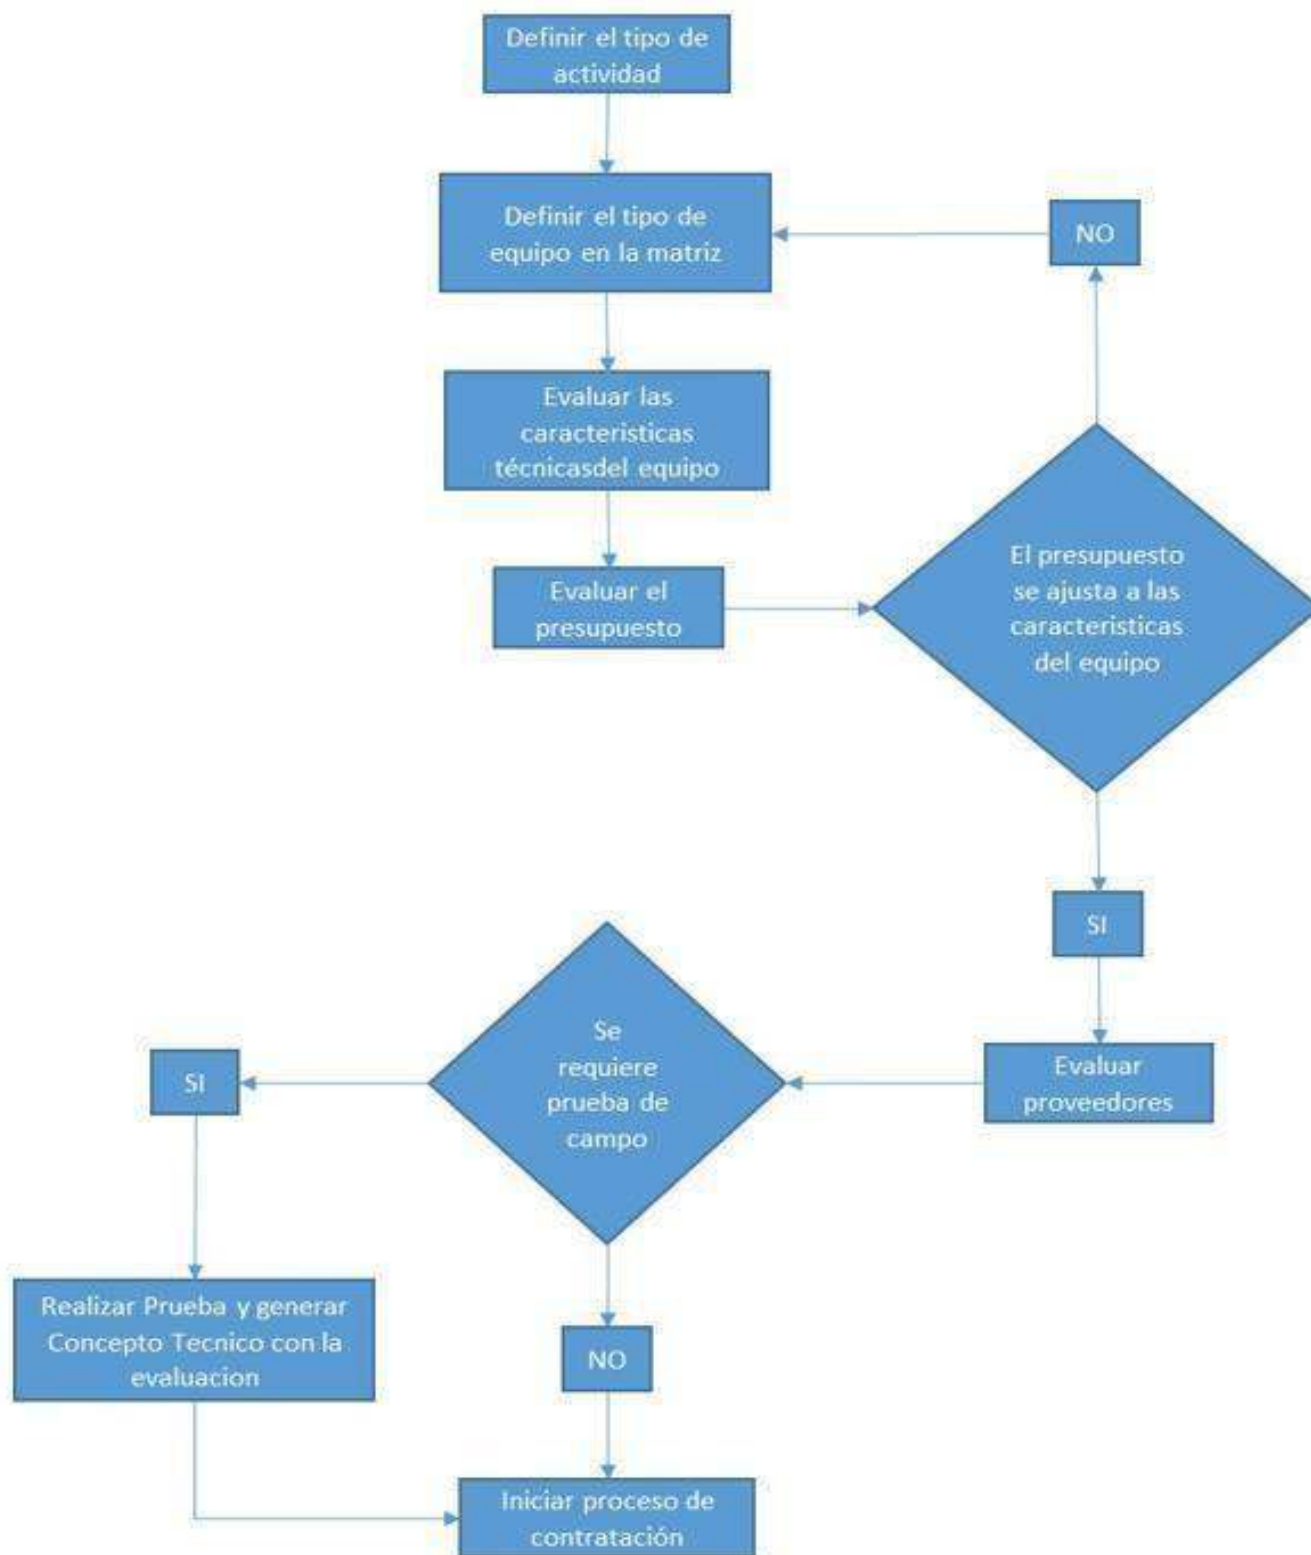 Definir el tipo de
actividad
Definir el tipo de
equipo en la matriz
NO
Evaluar las
caracteristicas
técnicasdel equipo
Evaluar el
presupuesto
El presupuesto
se ajusta a las
caracteristicas
del equipo
SI
Evaluar
proveedores
Se
requiere
prueba de
campo
SI
Realizar Prueba y generar
Concepto Tecnico con la
evaluacion
NO
Iniciar proceso de
contratación